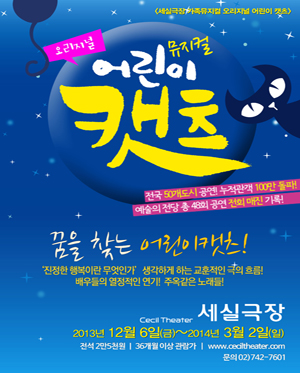 <세실극장 가족뮤지컬 오리지널 어린이 캣츠>
오리지널
뮤지컬
어린이
캣츠
전국 50개도시 공연! 누적관객 100만 돌파!
예술의 전당 총 48회 공연 전회 매진 기록!
꿈을 찾는 어린이캣츠!
'진정한 행복이란 무엇인가' 생각하게 하는 교훈적인 극의 흐름!
배우들의 열정적인 연기! 주옥같은 노래들!
Cecil Theater 세실극장
2013년 12월 6일(금)~2014년 3월 2일(일)
전석 2만5천원 | 36개월 이상 관람가 | www.ceciltheater.com
문의 02)742-7601